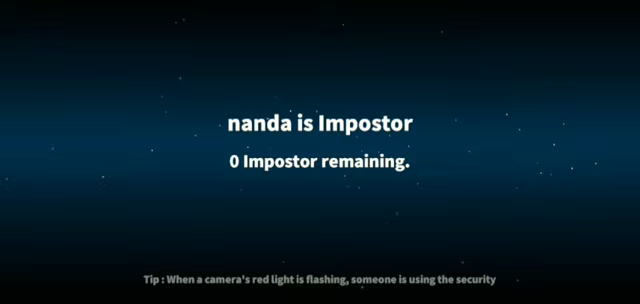 nanda is Impostor
0 Impostor remaining.
Tip : When a camera's red light is flashing, someone is using the security